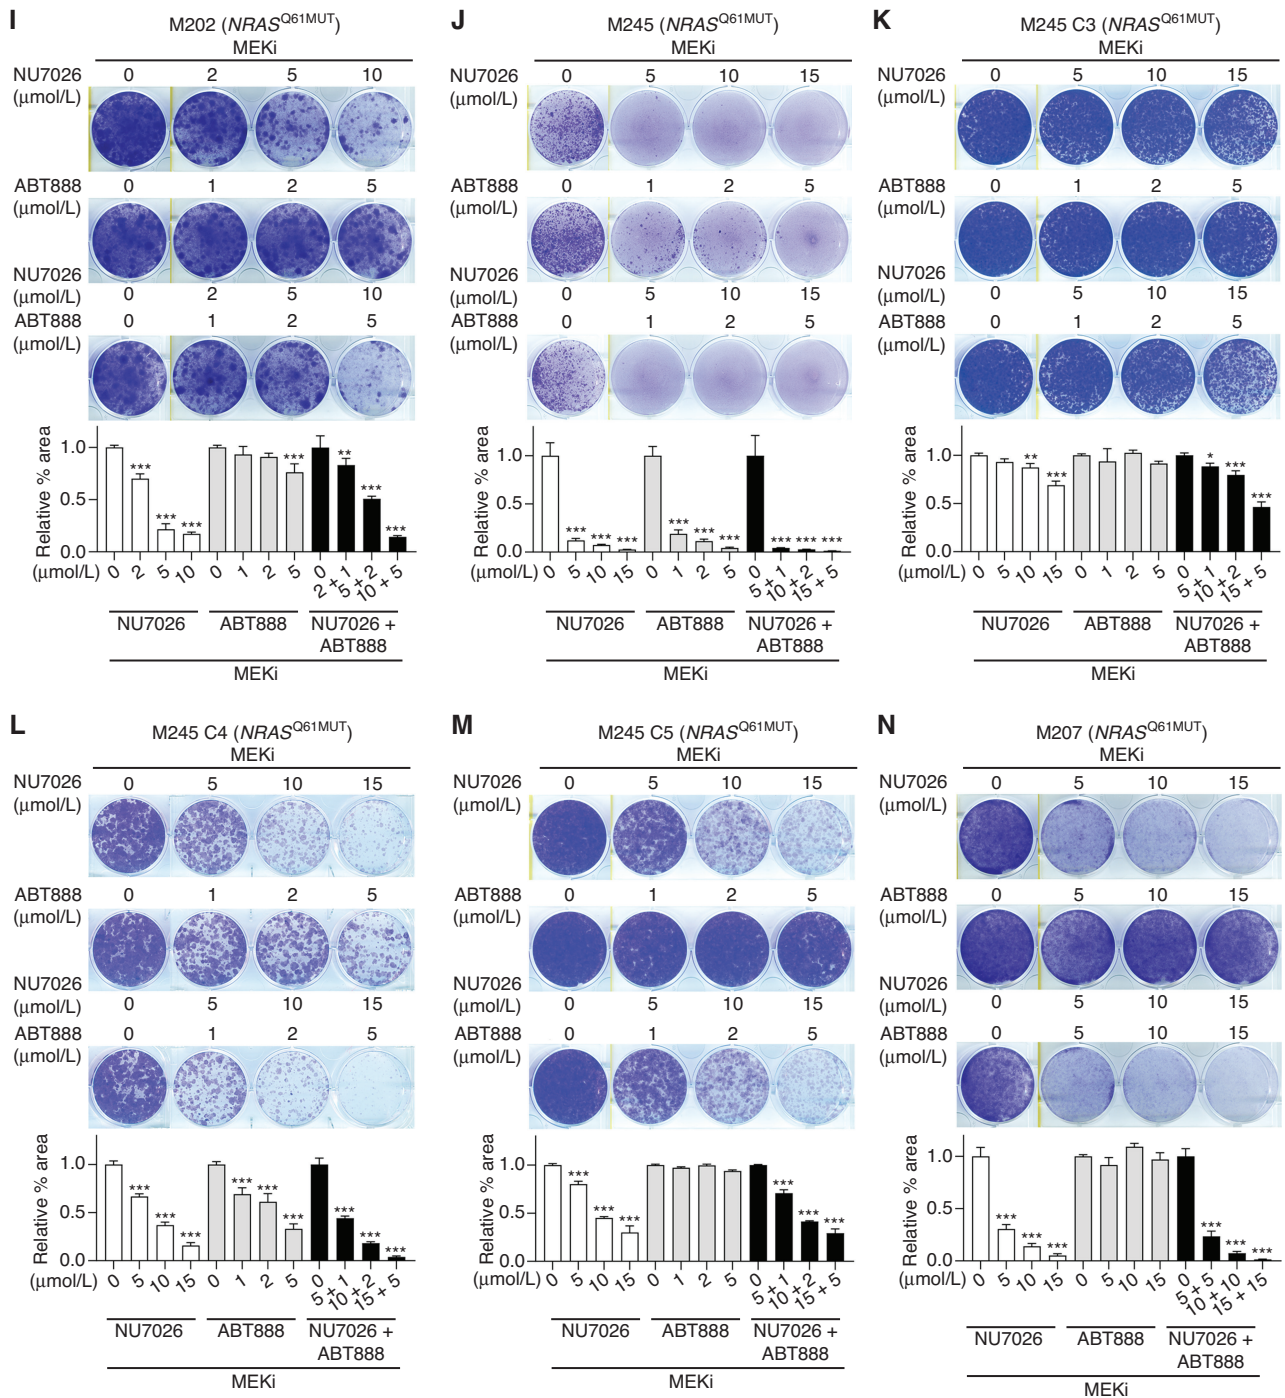 I
M202 (NRAS^Q61MUT)
MEKi
NU7026 0 2 5 10
(μmol/L)
ABT888 0 1 2 5
(μmol/L)
NU7026 0 2 5 10
(μmol/L)
ABT888 0 1 2 5
(μmol/L)
Relative % area
1.0
0.5
0.0
*** *** *** *** ** *** ***
(μmol/L) 0 2 5 10 0 1 2 5 0 2 + 1 5 + 2 10 + 5
NU7026 ABT888 NU7026 + ABT888
MEKi
J
M245 (NRAS^Q61MUT)
MEKi
0 5 10 15
0 1 2 5
0 5 10 15
0 1 2 5
Relative % area
1.0
0.5
0.0
*** *** *** *** *** *** *** *** ***
0 5 10 15 0 1 2 5 0 5 + 1 10 + 2 15 + 5
NU7026 ABT888 NU7026 + ABT888
MEKi
K
M245 C3 (NRAS^Q61MUT)
MEKi
NU7026 0 5 10 15
(μmol/L)
ABT888 0 1 2 5
(μmol/L)
NU7026 0 5 10 15
(μmol/L)
ABT888 0 1 2 5
(μmol/L)
Relative % area
1.0
0.5
0.0
** *** * *** ***
(μmol/L) 0 5 10 15 0 1 2 5 0 5 + 1 10 + 2 15 + 5
NU7026 ABT888 NU7026 + ABT888
MEKi
L
M245 C4 (NRAS^Q61MUT)
MEKi
NU7026 0 5 10 15
(μmol/L)
ABT888 0 1 2 5
(μmol/L)
NU7026 0 5 10 15
(μmol/L)
ABT888 0 1 2 5
(μmol/L)
Relative % area
1.0
0.5
0.0
*** *** *** *** *** *** *** *** ***
(μmol/L) 0 5 10 15 0 1 2 5 0 5 + 1 10 + 2 15 + 5
NU7026 ABT888 NU7026 + ABT888
MEKi
M
M245 C5 (NRAS^Q61MUT)
MEKi
NU7026 0 5 10 15
(μmol/L)
ABT888 0 1 2 5
(μmol/L)
NU7026 0 5 10 15
(μmol/L)
ABT888 0 1 2 5
(μmol/L)
Relative % area
1.0
0.5
0.0
*** *** *** *** *** ***
(μmol/L) 0 5 10 15 0 1 2 5 0 5 + 1 10 + 2 15 + 5
NU7026 ABT888 NU7026 + ABT888
MEKi
N
M207 (NRAS^Q61MUT)
MEKi
NU7026 0 5 10 15
(μmol/L)
ABT888 0 5 10 15
(μmol/L)
NU7026 0 5 10 15
(μmol/L)
ABT888 0 5 10 15
(μmol/L)
Relative % area
1.0
0.5
0.0
*** *** *** *** *** ***
(μmol/L) 0 5 10 15 0 5 10 15 0 5 + 5 10 + 10 15 + 15
NU7026 ABT888 NU7026 + ABT888
MEKi